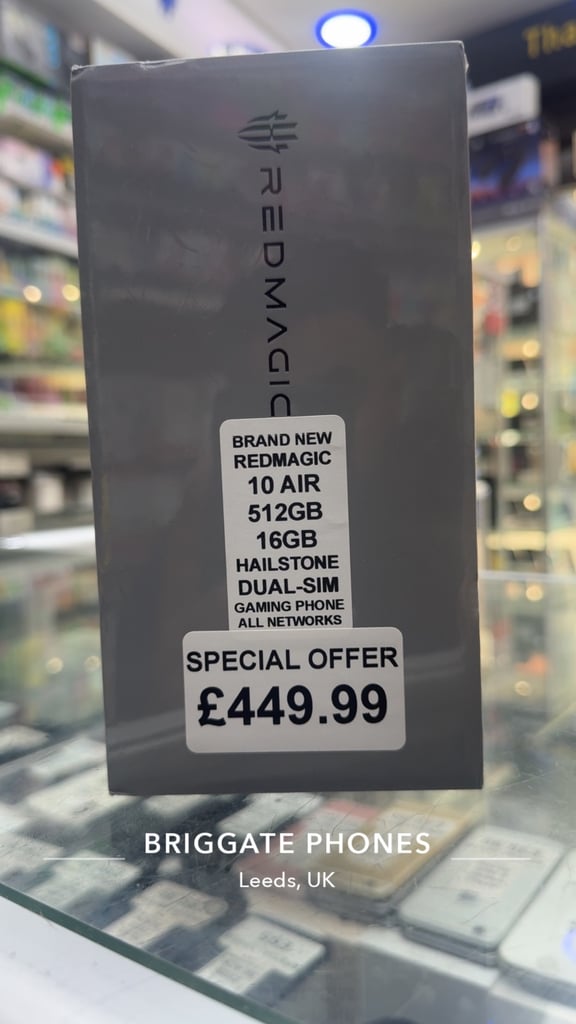 Tha
REDMAGIC
BRAND NEW
REDMAGIC
10 AIR
512GB
16GB
HAILSTONE
DUAL-SIM
GAMING PHONE
ALL NETWORKS
SPECIAL OFFER
£449.99
BRIGGATE PHONES
Leeds, UK